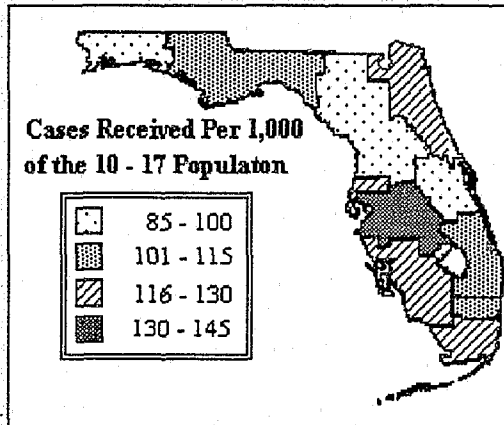 Cases Received Per 1,000
of the 10 - 17 Populaton
85 - 100
101 - 115
116 - 130
130 - 145